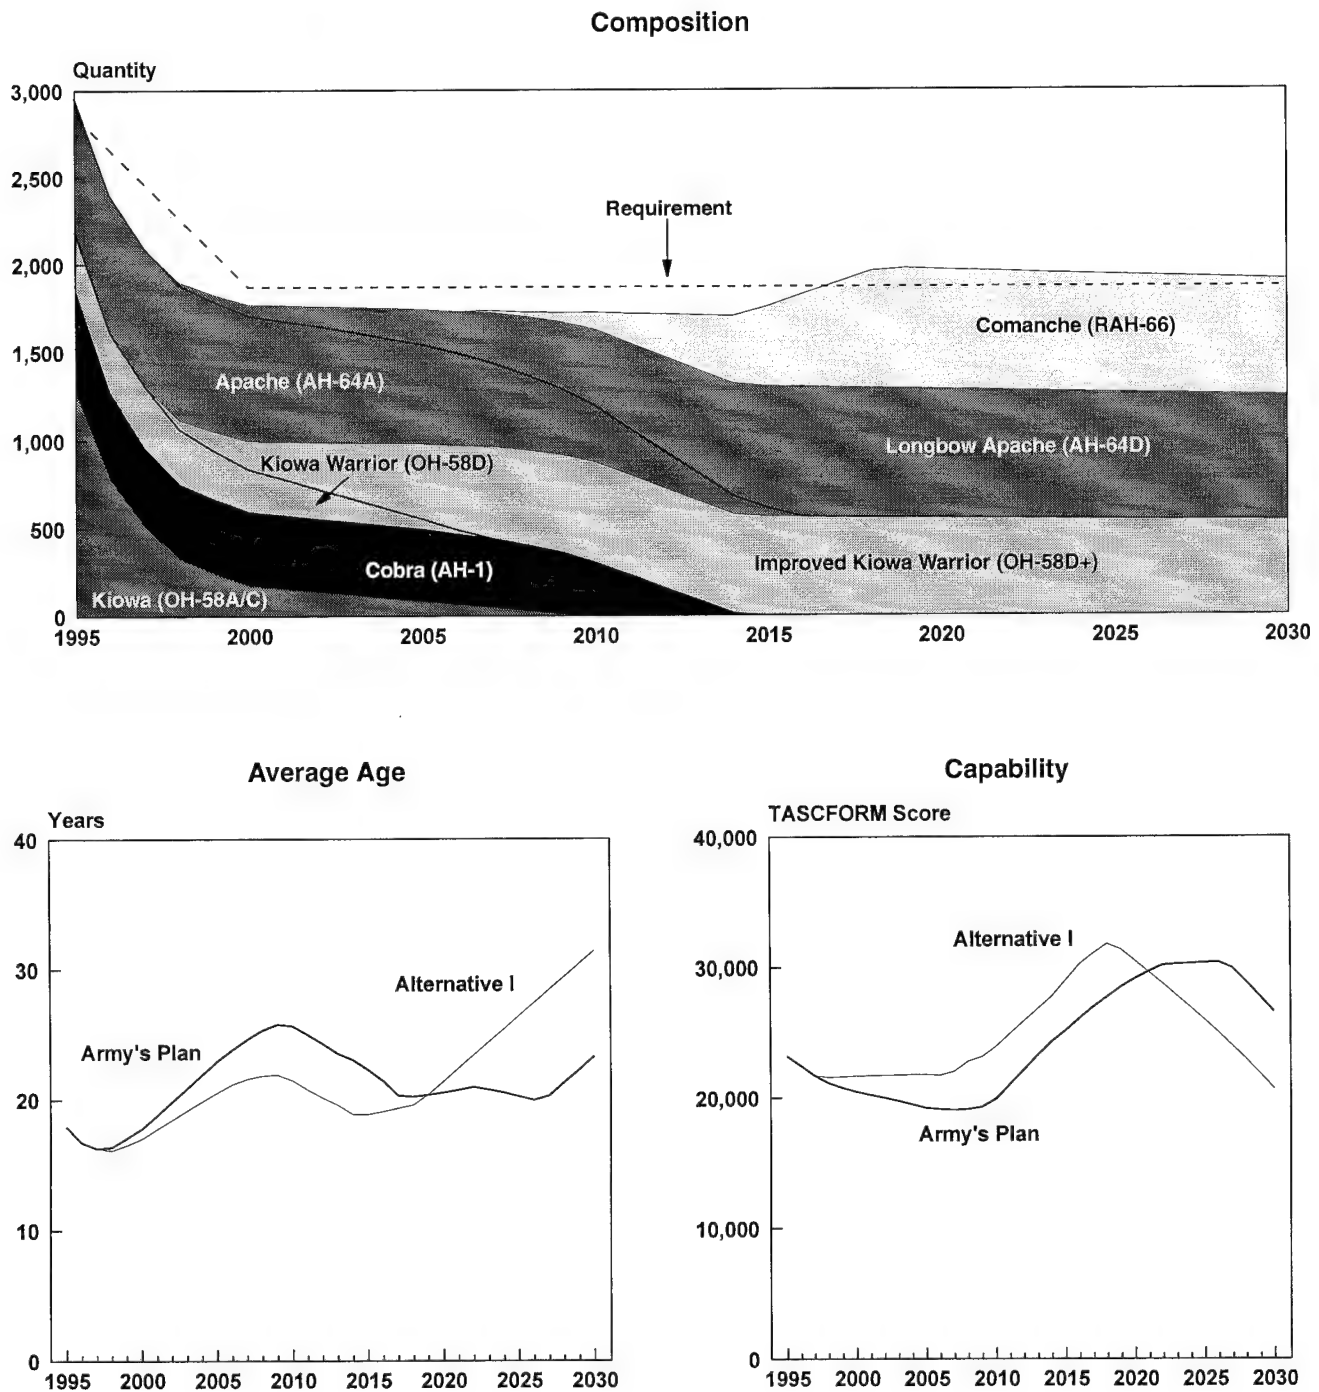 Composition
Quantity
3,000
2,500
2,000
1,500
1,000
500
0
Requirement
Comanche (RAH-66)
Apache (AH-64A)
Longbow Apache (AH-64D)
Kiowa Warrior (OH-58D)
Improved Kiowa Warrior (OH-58D+)
Cobra (AH-1)
Kiowa (OH-58A/C)
1995 2000 2005 2010 2015 2020 2025 2030
Average Age
Years
40
30
20
10
0
Alternative I
Army's Plan
1995 2000 2005 2010 2015 2020 2025 2030
Capability
TASCFORM Score
40,000
30,000
20,000
10,000
0
Alternative I
Army's Plan
1995 2000 2005 2010 2015 2020 2025 2030